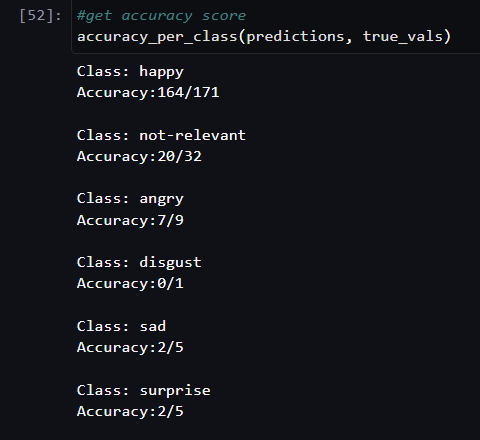 [52]: #get accuracy score
accuracy_per_class(predictions, true_vals)
Class: happy
Accuracy:164/171
Class: not-relevant
Accuracy:20/32
Class: angry
Accuracy:7/9
Class: disgust
Accuracy:0/1
Class: sad
Accuracy:2/5
Class: surprise
Accuracy:2/5